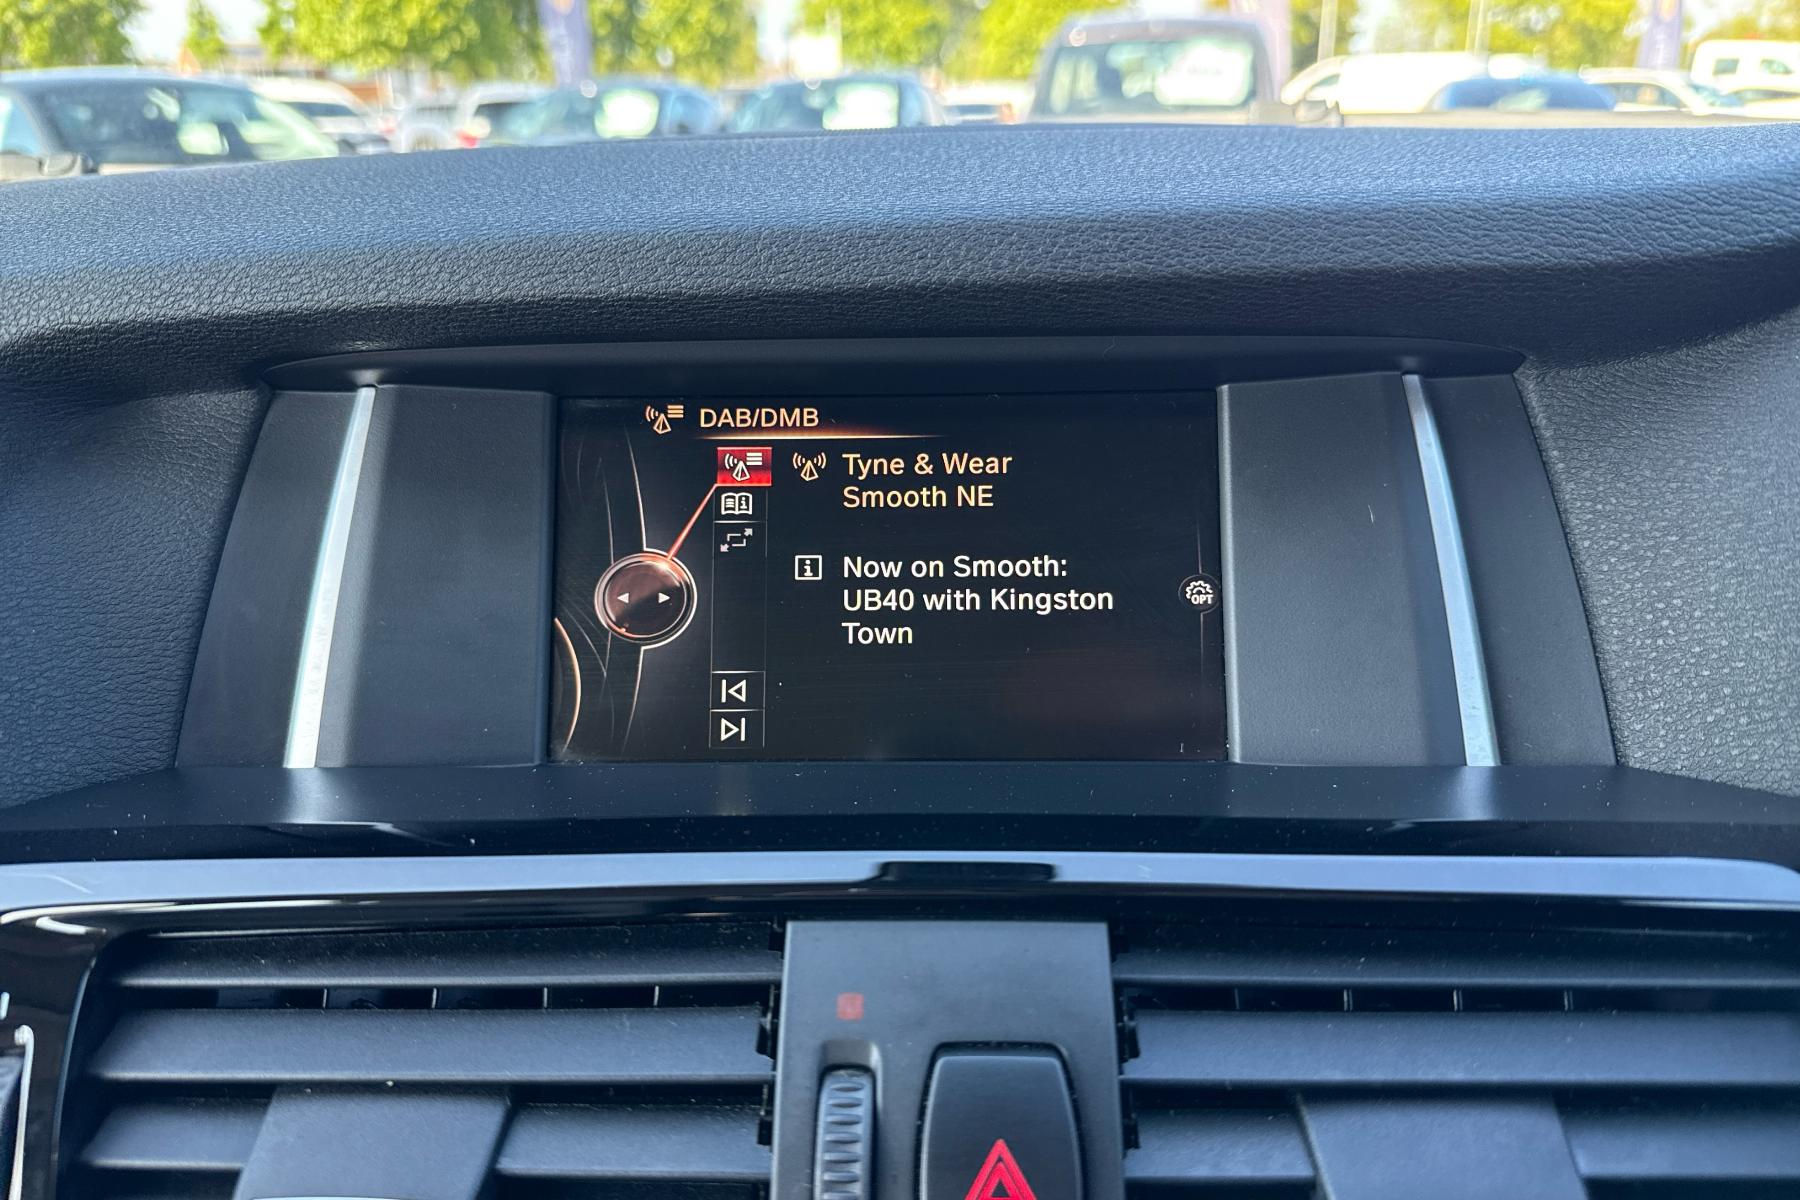 DAB/DMB
Tyne & Wear
Smooth NE
Now on Smooth:
UB40 with Kingston
Town
OPT